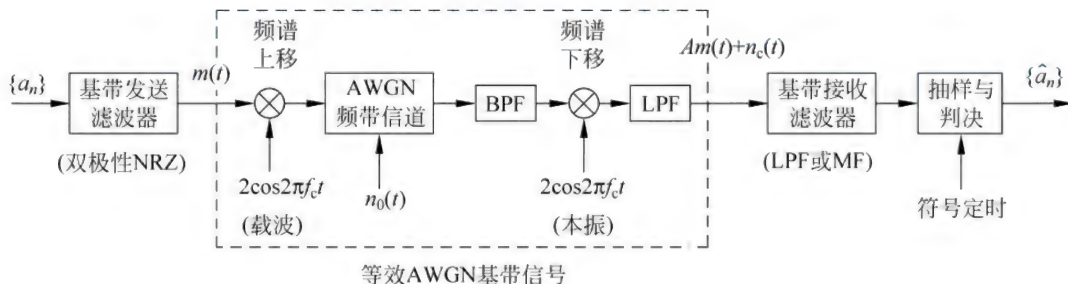 频谱
上移
频谱
下移
{a_n}
基带发送
滤波器
(双极性NRZ)
m(t)
2cos2πf_ct
(载波)
AWGN
频带信道
n_0(t)
BPF
2cos2πf_ct
(本振)
LPF
Am(t)+n_c(t)
基带接收
滤波器
(LPF或MF)
抽样与
判决
符号定时
{â_n}
等效AWGN基带信号